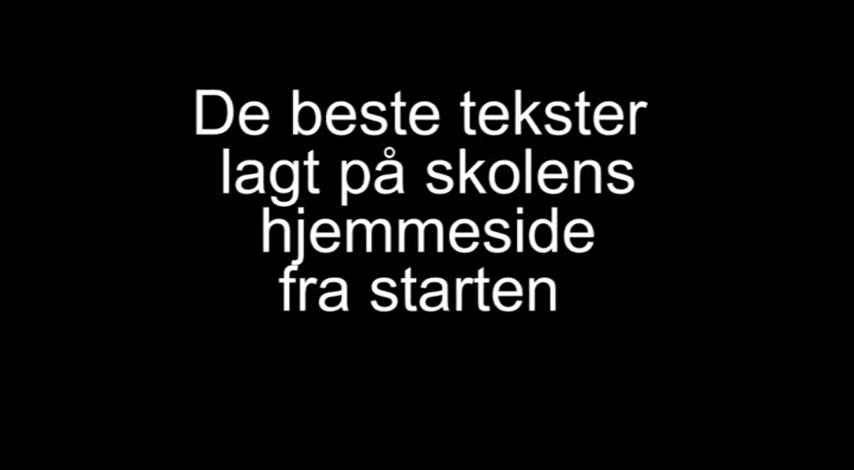 De beste tekster
lagt på skolens
hjemmeside
fra starten